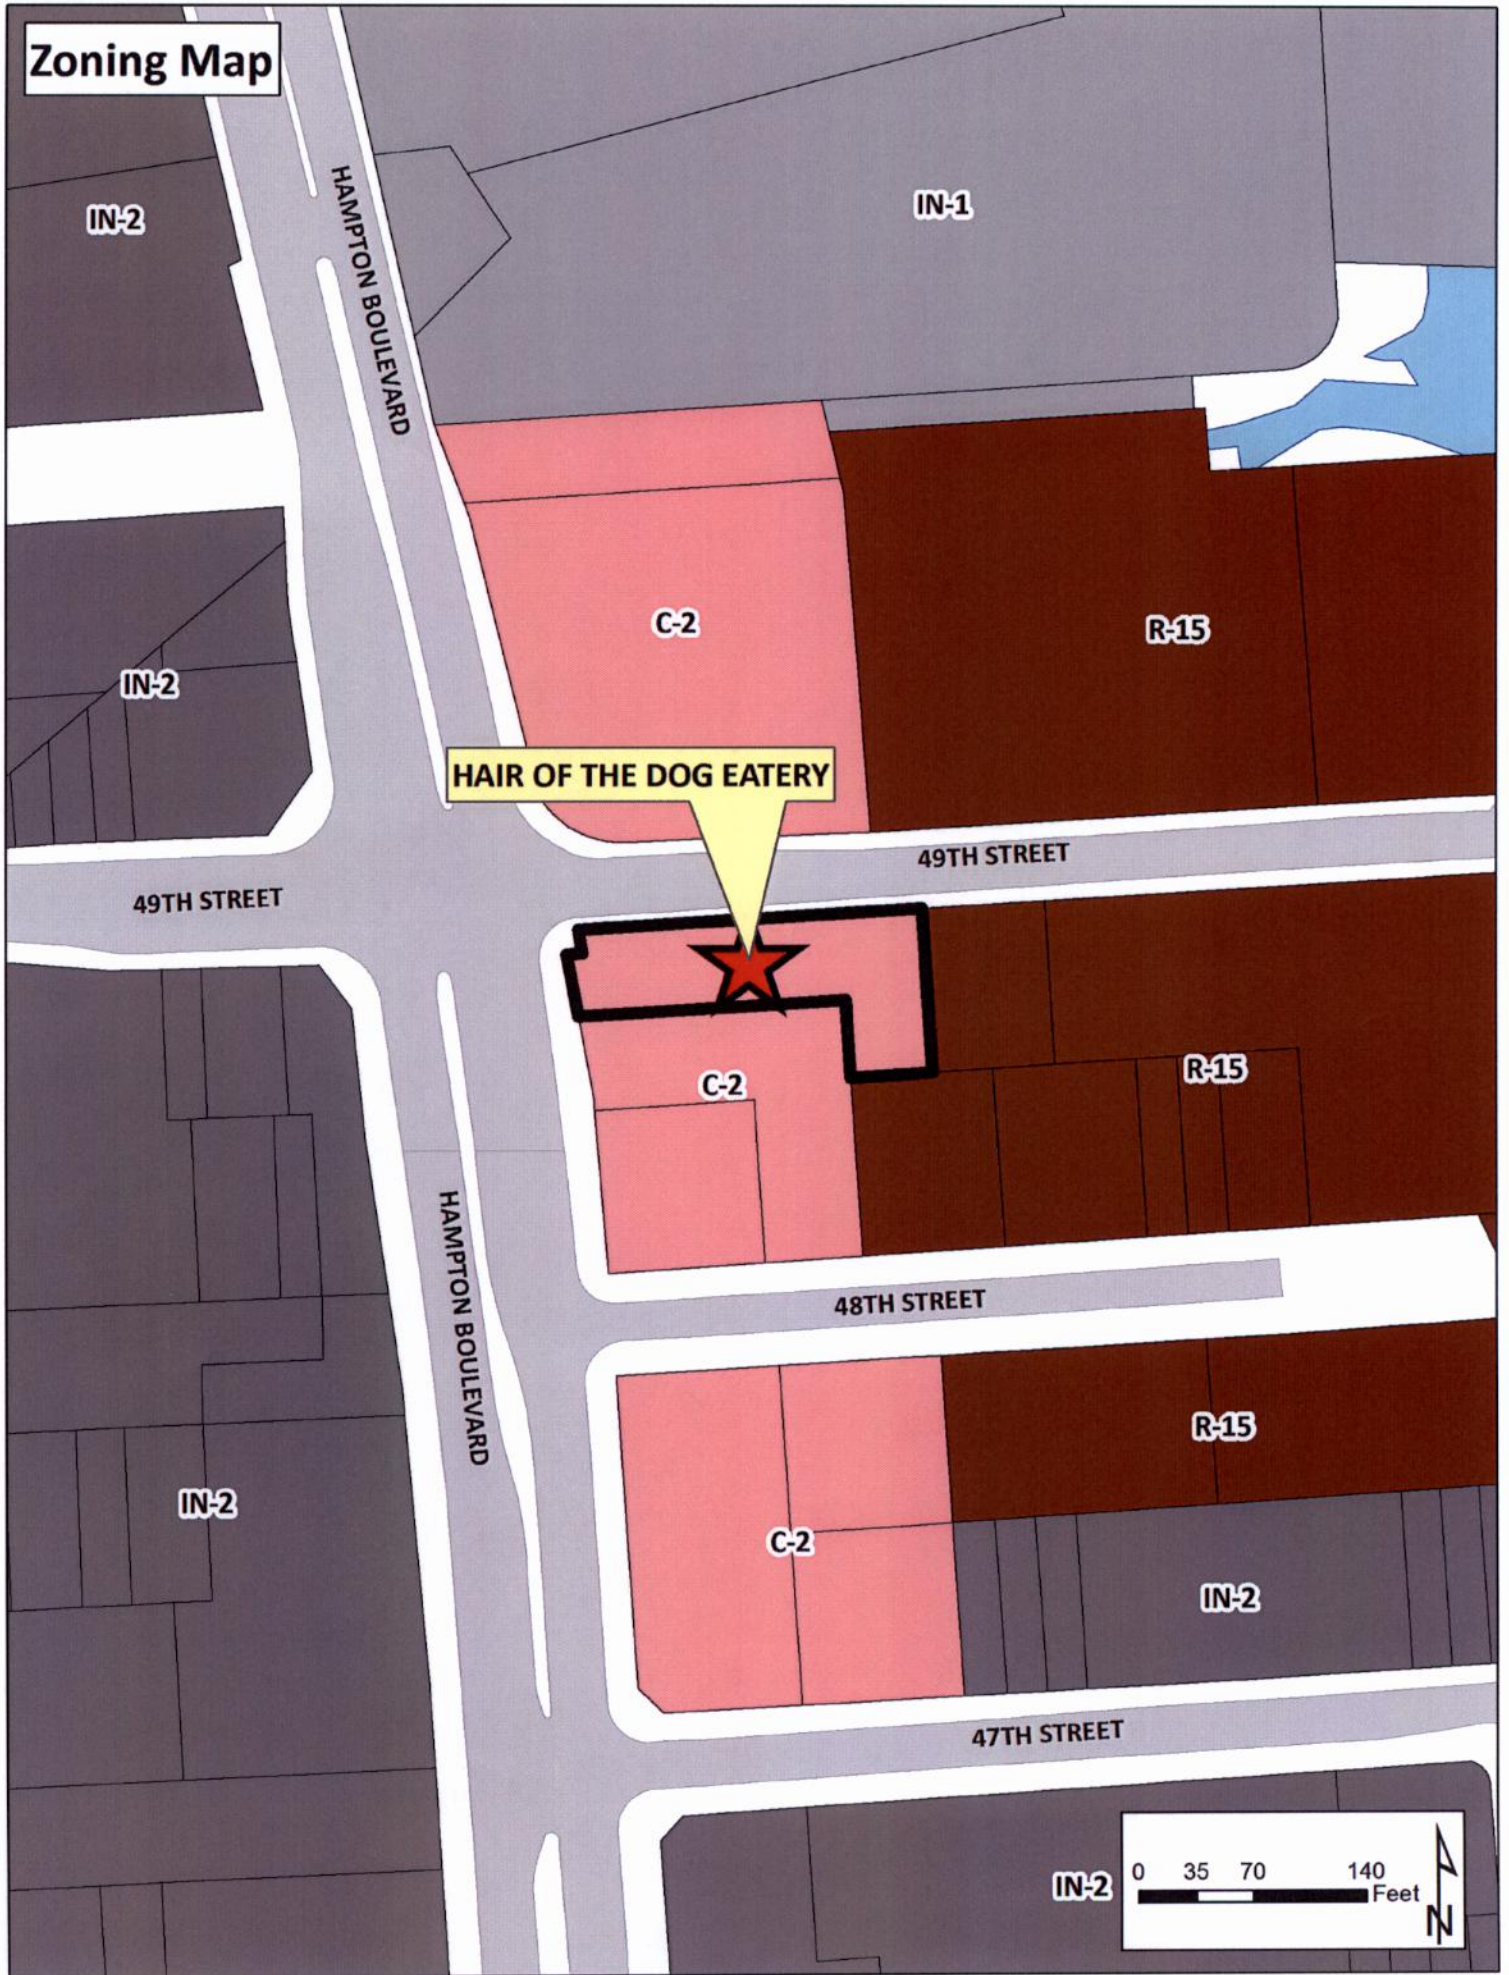 Zoning Map
IN-2
HAMPTON BOULEVARD
IN-1
C-2
R-15
IN-2
HAIR OF THE DOG EATERY
49TH STREET
49TH STREET
C-2
R-15
HAMPTON BOULEVARD
48TH STREET
R-15
IN-2
C-2
IN-2
47TH STREET
IN-2
0 35 70 140
Feet
N